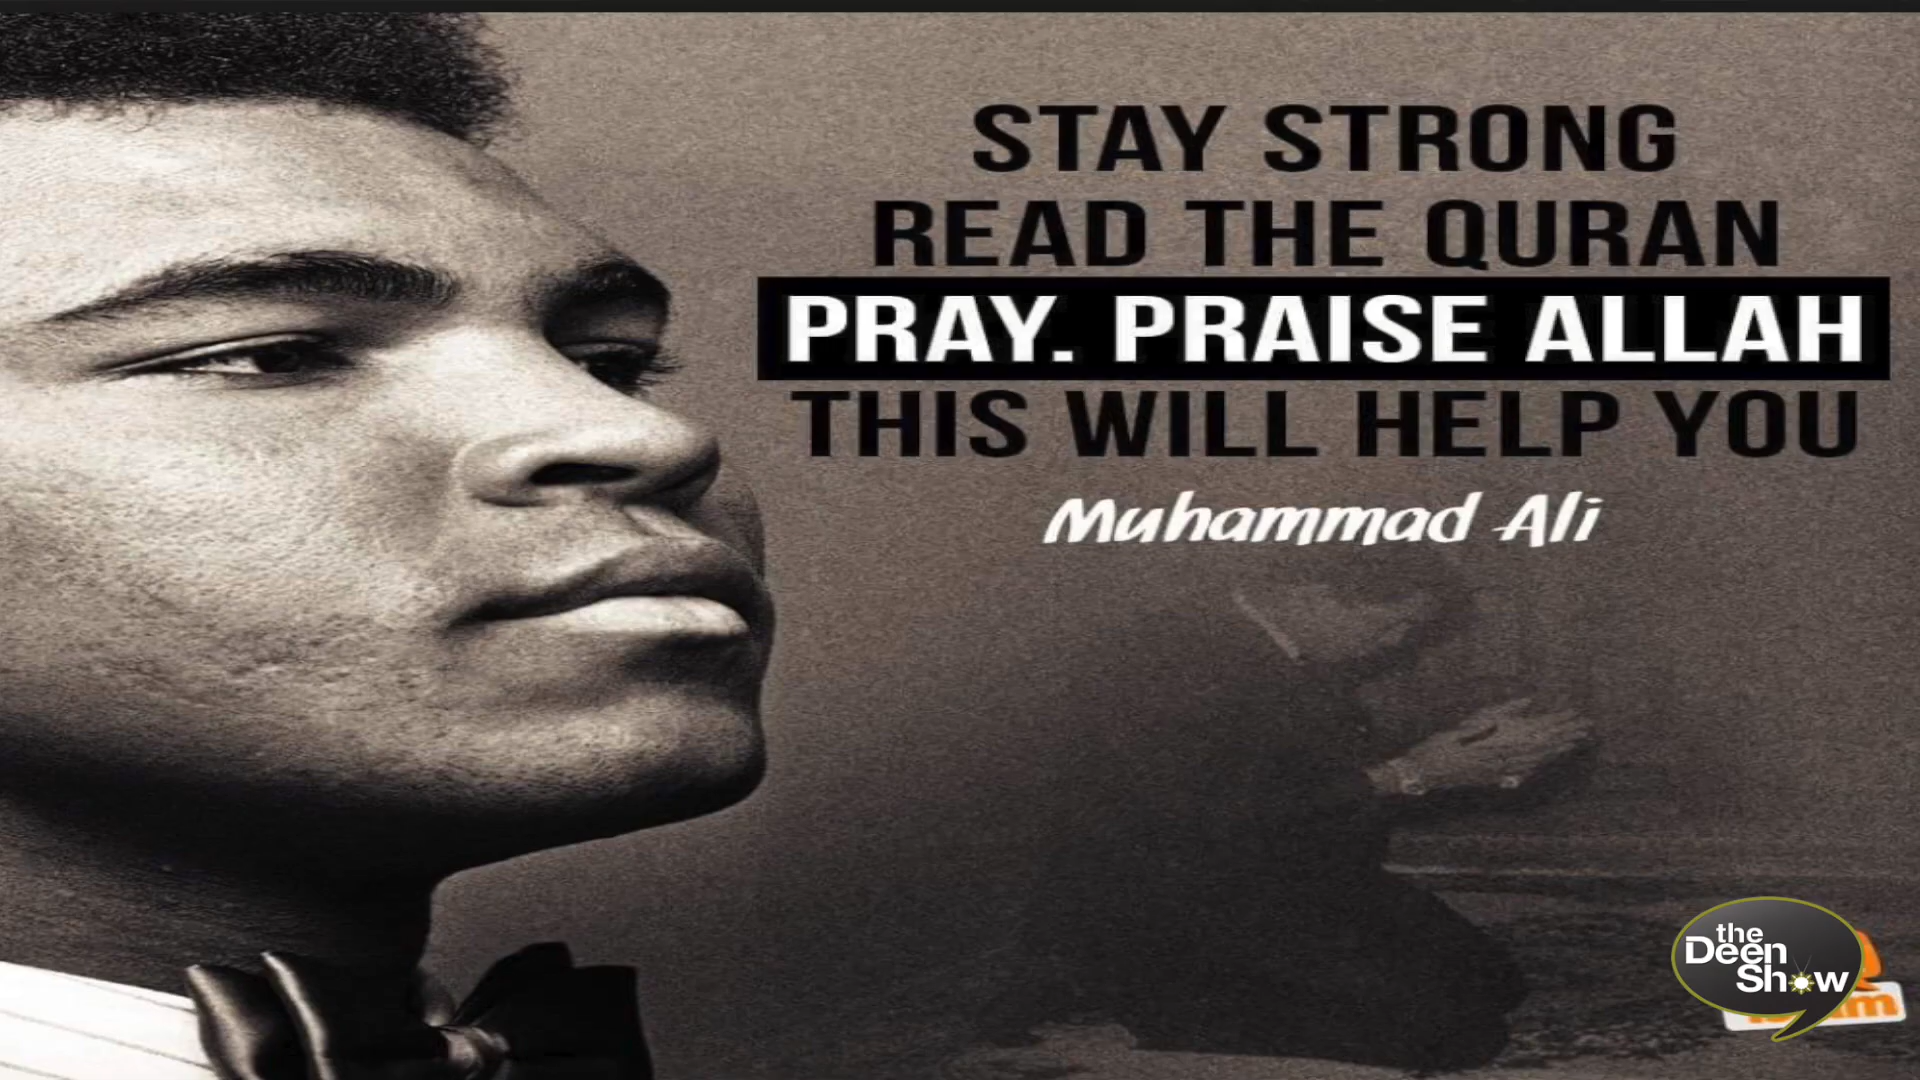 STAY STRONG
READ THE QURAN
PRAY. PRAISE ALLAH
THIS WILL HELP YOU
Muhammad Ali
the
Deen
Show